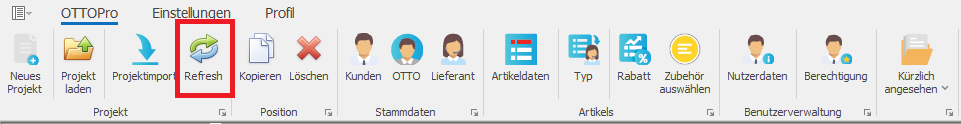 OTTOPro Einstellungen Profil
Neues Projekt
Projekt laden
Projektimport
Refresh
Kopieren
Löschen
Kunden
OTTO
Lieferant
Artikeldaten
Typ
Rabatt
Zubehör auswählen
Nutzerdaten
Berechtigung
Kürzlich angesehen
Projekt
Position
Stammdaten
Artikels
Benutzerverwaltung